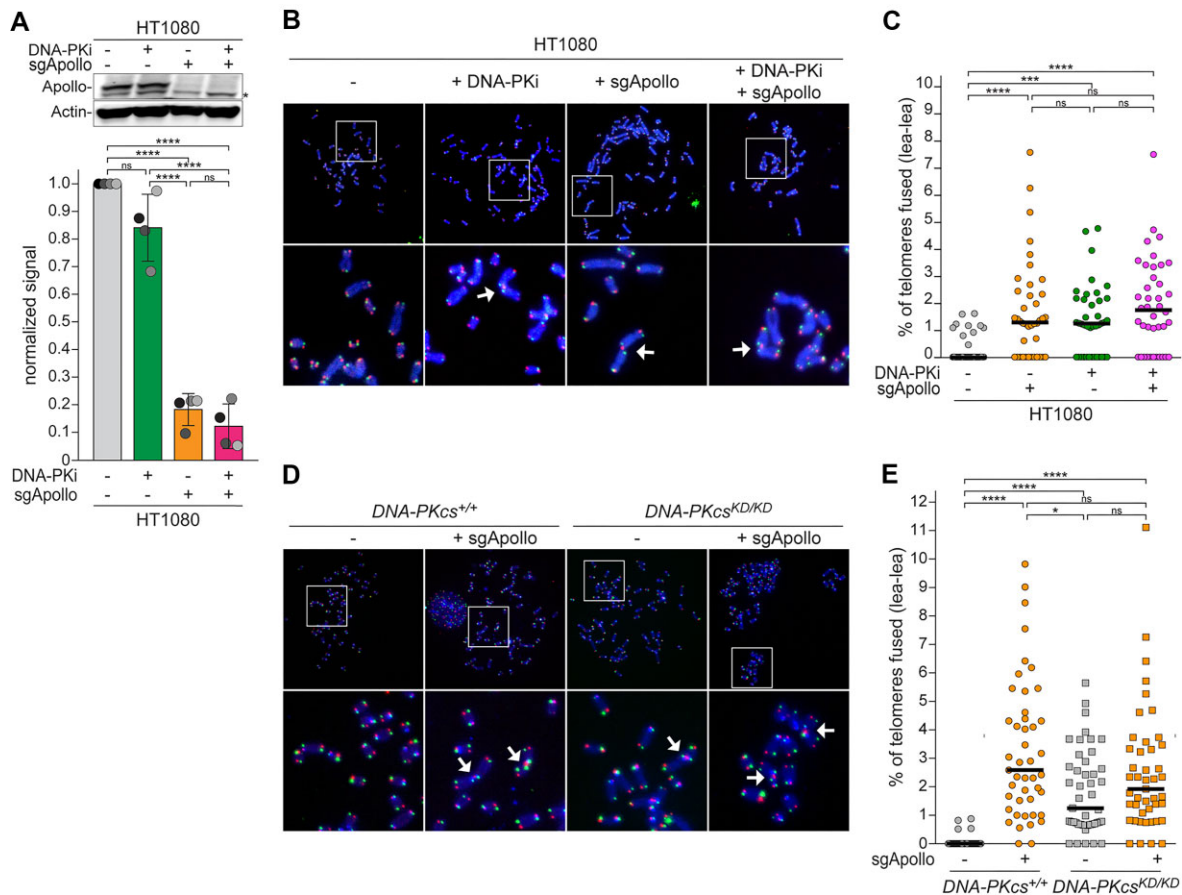 A
HT1080
DNA-PKi - + - +
sgApollo - - + +
Apollo-
*
Actin-
****
****
ns ****
**** ns
normalized signal
1.0
0.9
0.8
0.7
0.6
0.5
0.4
0.3
0.2
0.1
0
DNA-PKi - + - +
sgApollo - - + +
HT1080
B
HT1080
- + DNA-PKi + sgApollo + DNA-PKi
+ sgApollo
C
****
***
**** ns
ns ns
% of telomeres fused (lea-lea)
10
9
8
7
6
5
4
3
2
1
0
DNA-PKi - - + +
sgApollo - + - +
HT1080
D
DNA-PKcs+/+ DNA-PKcsKD/KD
- + sgApollo - + sgApollo
E
****
****
**** ns
* ns
% of telomeres fused (lea-lea)
12
11
10
9
8
7
6
5
4
3
2
1
0
sgApollo - + - +
DNA-PKcs+/+ DNA-PKcsKD/KD